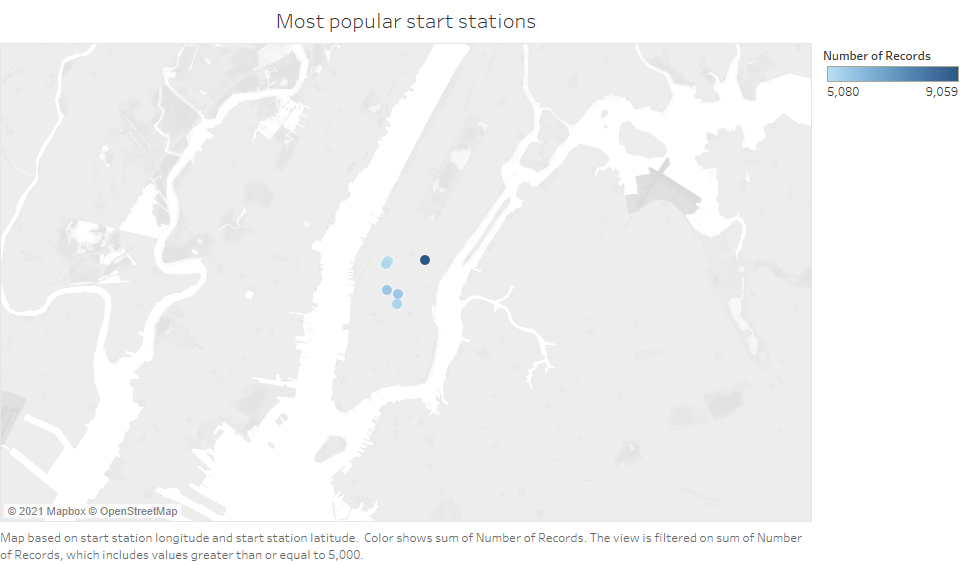 Most popular start stations
Number of Records
5,080 9,059
© 2021 Mapbox © OpenStreetMap
Map based on start station longitude and start station latitude.  Color shows sum of Number of Records. The view is filtered on sum of Number
of Records, which includes values greater than or equal to 5,000.